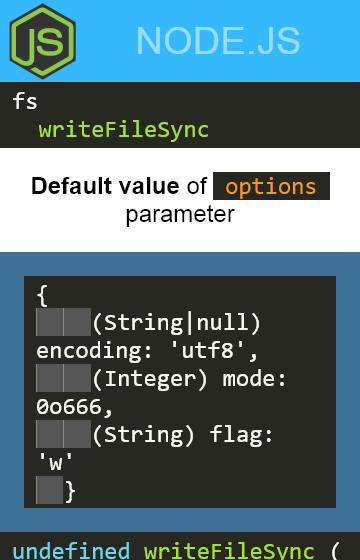 JS
NODE.JS
fs
writeFileSync
Default value of options
parameter
{
(String|null)
encoding: 'utf8',
(Integer) mode:
0o666,
(String) flag:
'w'
}
undefined writeFileSync (